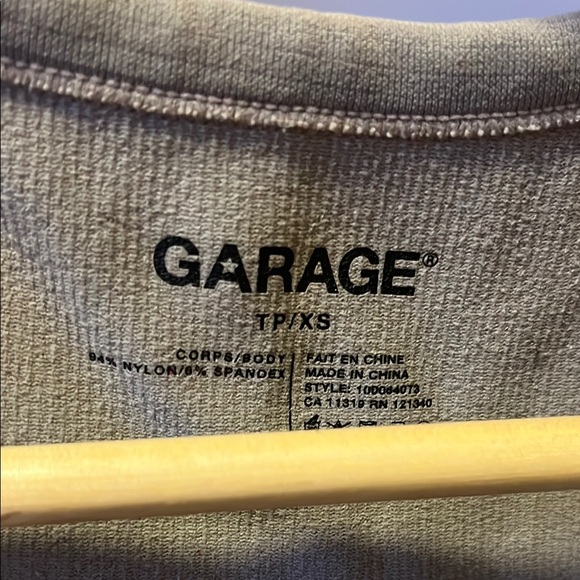 GARAGE®
TP/XS
CORPS/BODY
94% NYLON/6% SPANDEX
FAIT EN CHINE
MADE IN CHINA
STYLE: 100084073
CA 11319 RN 121340